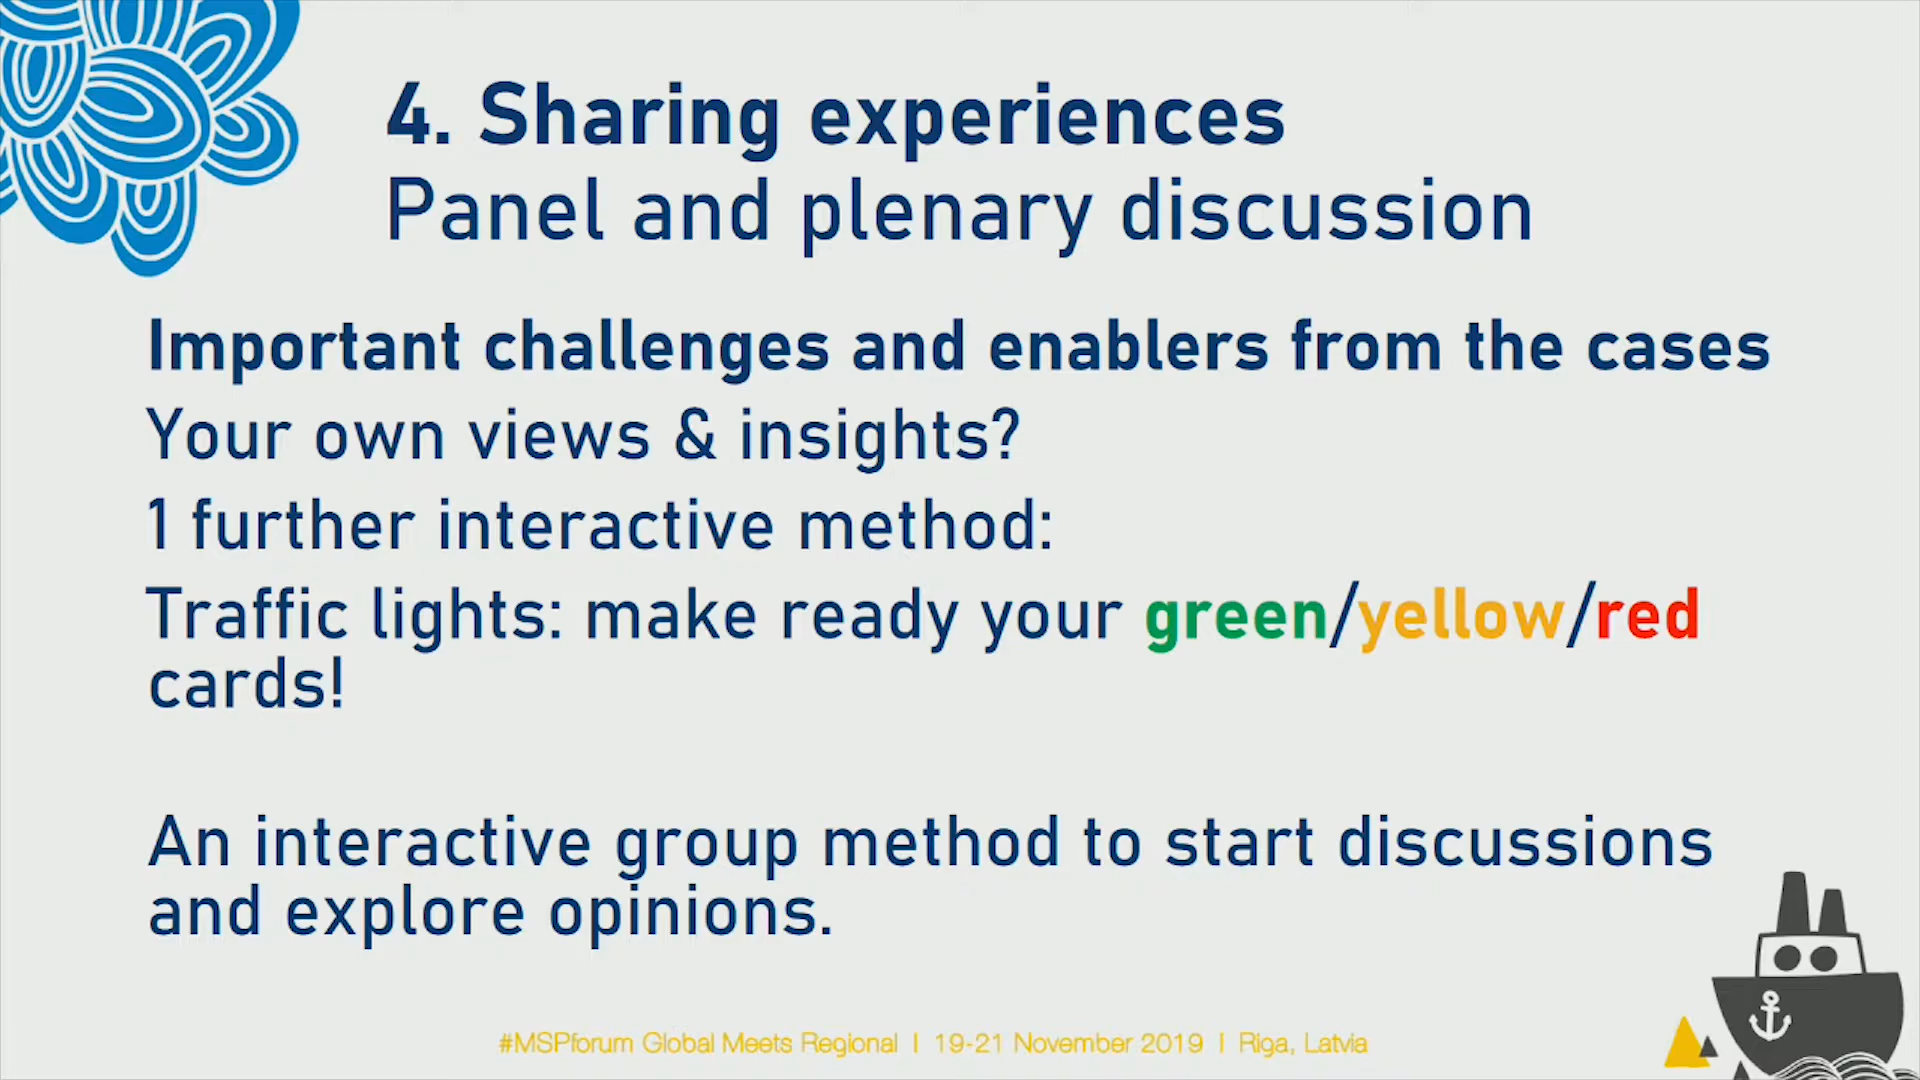 4. Sharing experiences
Panel and plenary discussion
Important challenges and enablers from the cases
Your own views & insights?
1 further interactive method:
Traffic lights: make ready your green/yellow/red
cards!
An interactive group method to start discussions
and explore opinions.
#MSPforum Global Meets Regional | 19-21 November 2019 | Riga, Latvia